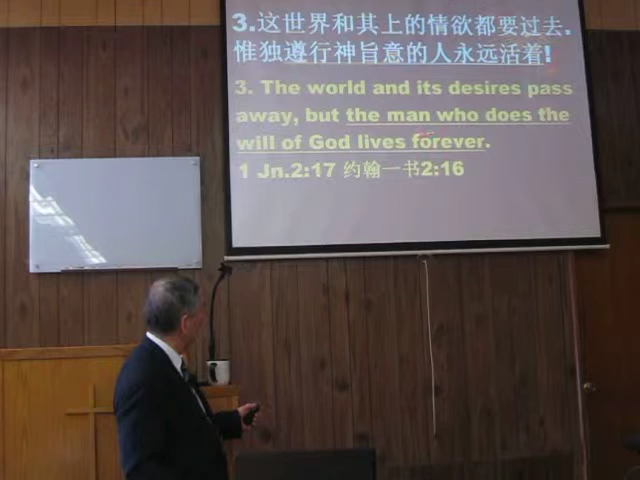 3.这世界和其上的情欲都要过去.
惟独遵行神旨意的人永远活着!
3. The world and its desires pass
away, but the man who does the
will of God lives forever.
1 Jn.2:17 约翰一书2:16